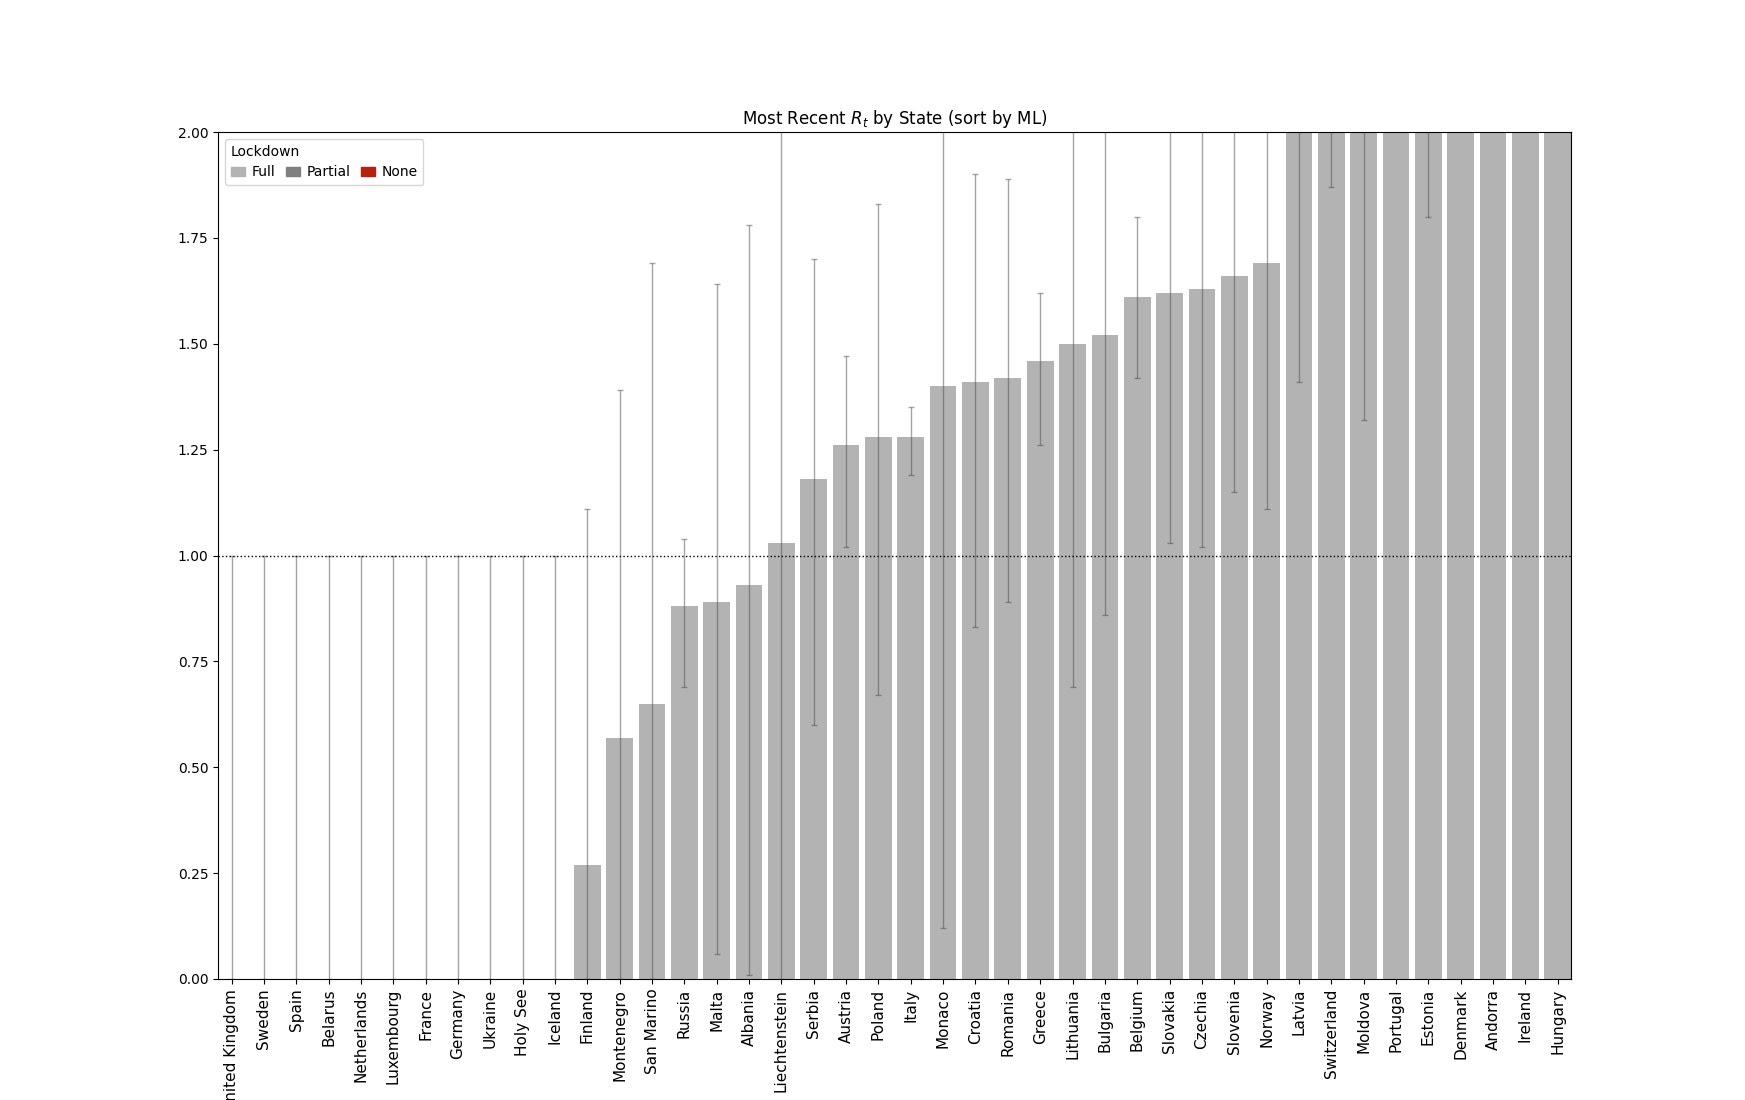 Most Recent R_t by State (sort by ML)
2.00
1.75
1.50
1.25
1.00
0.75
0.50
0.25
0.00
Lockdown
Full Partial None
nited Kingdom
Sweden
Spain
Belarus
Netherlands
Luxembourg
France
Germany
Ukraine
Holy See
Iceland
Finland
Montenegro
San Marino
Russia
Malta
Albania
Liechtenstein
Serbia
Austria
Poland
Italy
Monaco
Croatia
Romania
Greece
Lithuania
Bulgaria
Belgium
Slovakia
Czechia
Slovenia
Norway
Latvia
Switzerland
Moldova
Portugal
Estonia
Denmark
Andorra
Ireland
Hungary